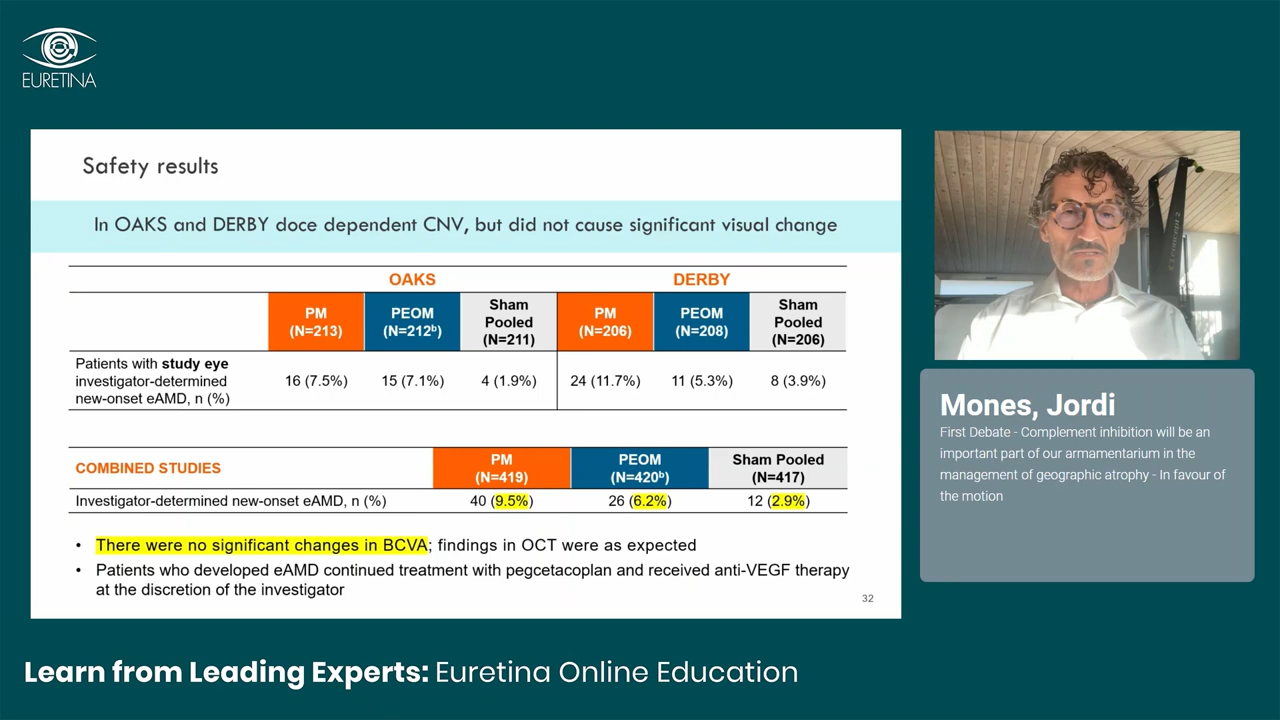 EURETINA
Safety results
In OAKS and DERBY doce dependent CNV, but did not cause significant visual change
OAKS DERBY
PM (N=213) PEOM (N=212ᵇ) Sham Pooled (N=211) PM (N=206) PEOM (N=208) Sham Pooled (N=206)
Patients with study eye
investigator-determined
new-onset eAMD, n (%)
16 (7.5%) 15 (7.1%) 4 (1.9%) 24 (11.7%) 11 (5.3%) 8 (3.9%)
COMBINED STUDIES PM (N=419) PEOM (N=420ᵇ) Sham Pooled (N=417)
Investigator-determined new-onset eAMD, n (%) 40 (9.5%) 26 (6.2%) 12 (2.9%)
• There were no significant changes in BCVA; findings in OCT were as expected
• Patients who developed eAMD continued treatment with pegcetacoplan and received anti-VEGF therapy
at the discretion of the investigator
32
concept2
Mones, Jordi
First Debate - Complement inhibition will be an
important part of our armamentarium in the
management of geographic atrophy - In favour of
the motion
Learn from Leading Experts: Euretina Online Education